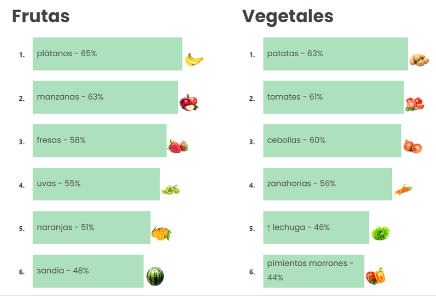 Frutas
1. plátanos - 65%
2. manzanas - 63%
3. fresas - 58%
4. uvas - 55%
5. naranjas - 51%
6. sandía - 48%
Vegetales
1. patatas - 63%
2. tomates - 61%
3. cebollas - 60%
4. zanahorias - 56%
5. ? lechuga - 46%
6. pimientos morrones -
44%